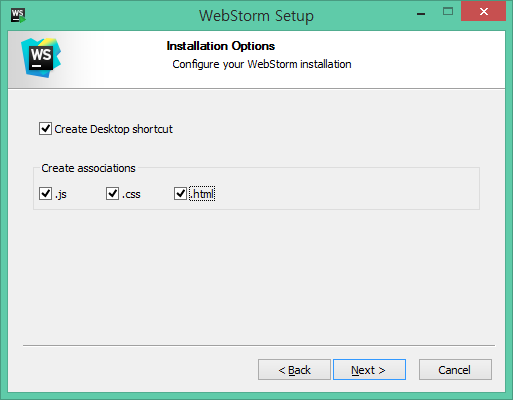 WS
WebStorm Setup
WS
Installation Options
Configure your WebStorm installation
Create Desktop shortcut
Create associations
.js
.css
.html
< Back
Next >
Cancel